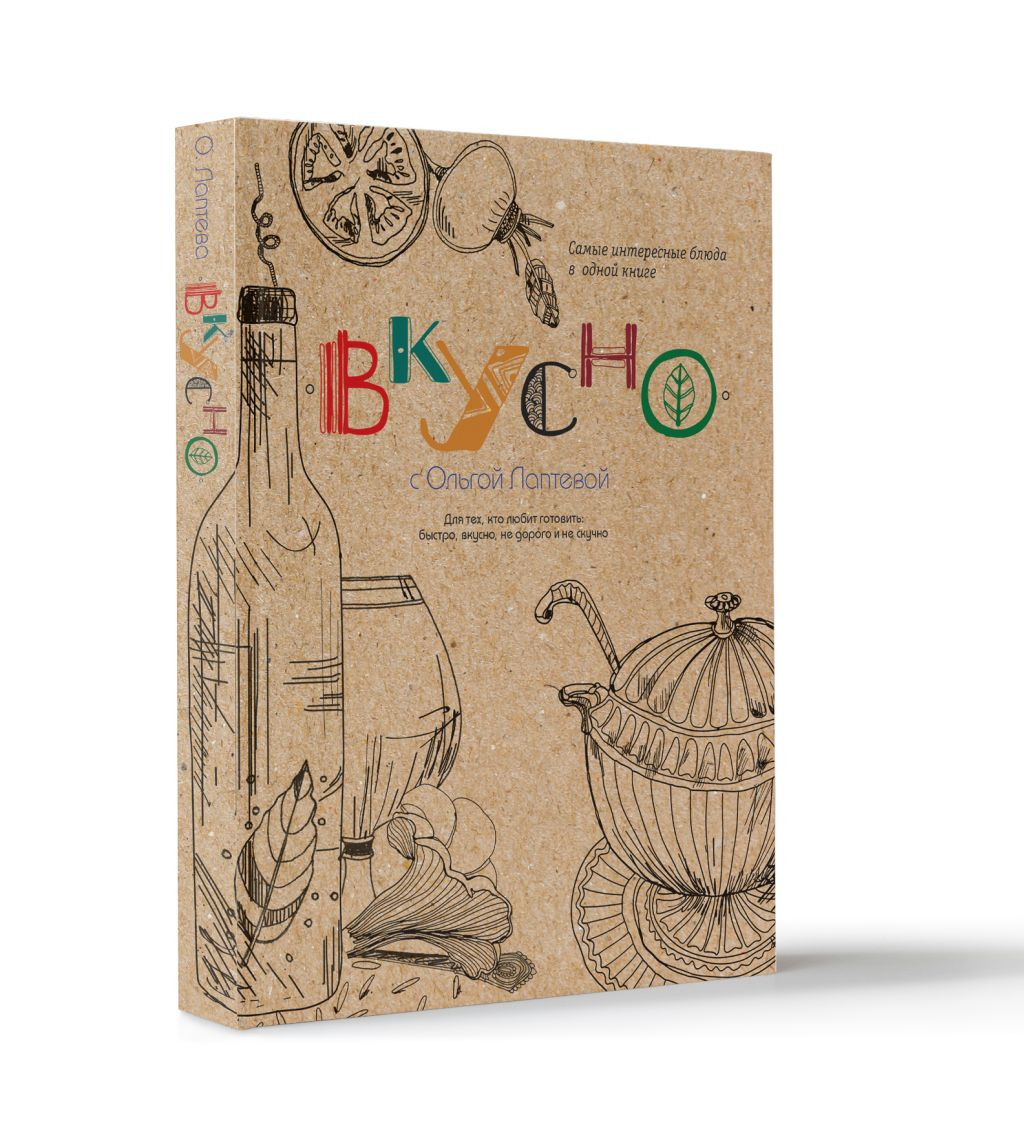 О. Лаптева
ВКУСНО
Самые интересные блюда
в одной книге
ВКУСНО
с Ольгой Лаптевой
Для тех, кто любит готовить:
быстро, вкусно, не дорого и не скучно